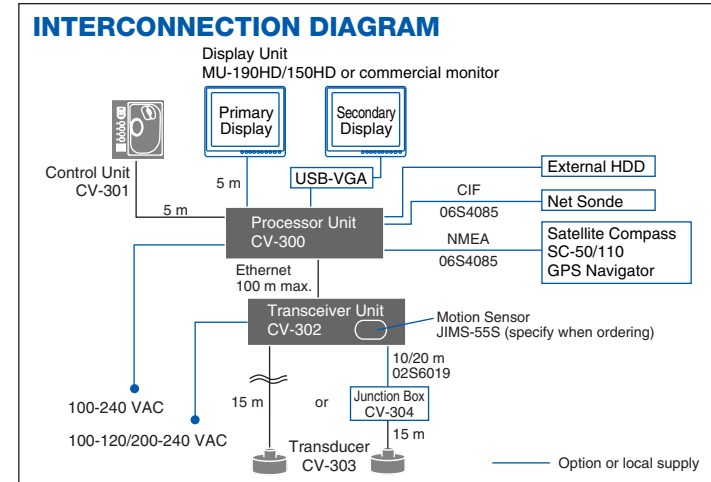 INTERCONNECTION DIAGRAM
Display Unit
MU-190HD/150HD or commercial monitor
Primary
Display
Secondary
Display
Control Unit
CV-301
5 m
USB-VGA
External HDD
5 m
CIF
06S4085
Net Sonde
Processor Unit
CV-300
NMEA
06S4085
Satellite Compass
SC-50/110
GPS Navigator
Ethernet
100 m max.
Transceiver Unit
CV-302
Motion Sensor
JIMS-55S (specify when ordering)
10/20 m
02S6019
100-240 VAC
15 m
or
Junction Box
CV-304
100-120/200-240 VAC
15 m
Transducer
CV-303
Option or local supply